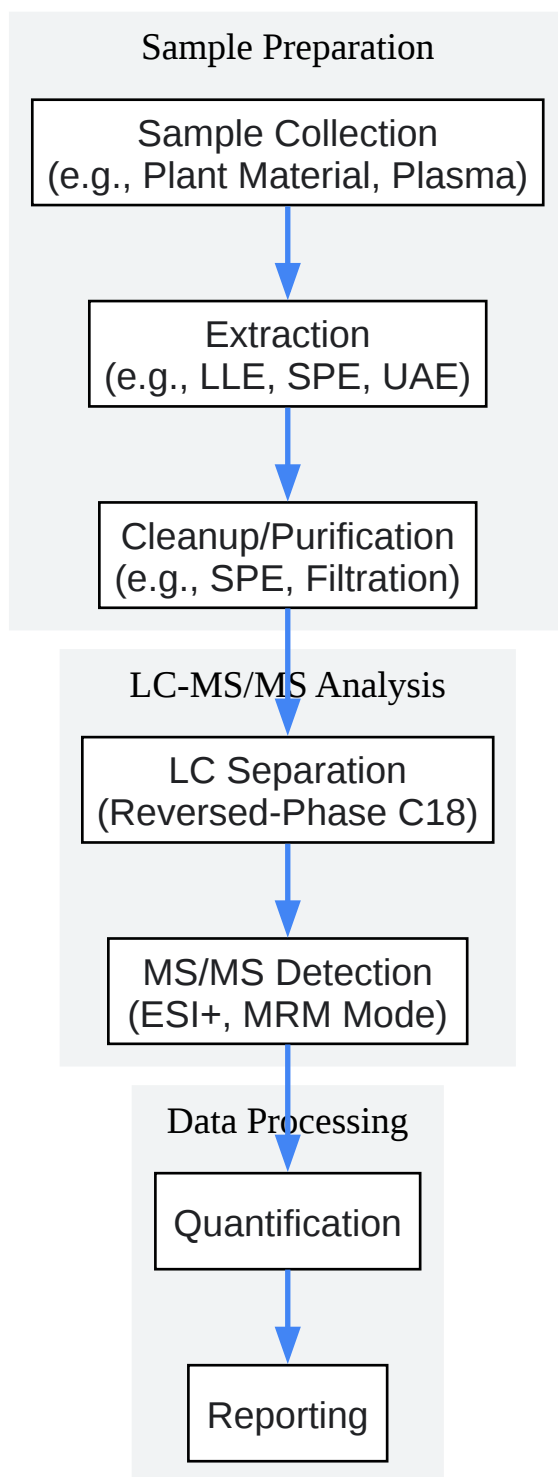 Sample Preparation
Sample Collection
(e.g., Plant Material, Plasma)
Extraction
(e.g., LLE, SPE, UAE)
Cleanup/Purification
(e.g., SPE, Filtration)
LC-MS/MS Analysis
LC Separation
(Reversed-Phase C18)
MS/MS Detection
(ESI+, MRM Mode)
Data Processing
Quantification
Reporting